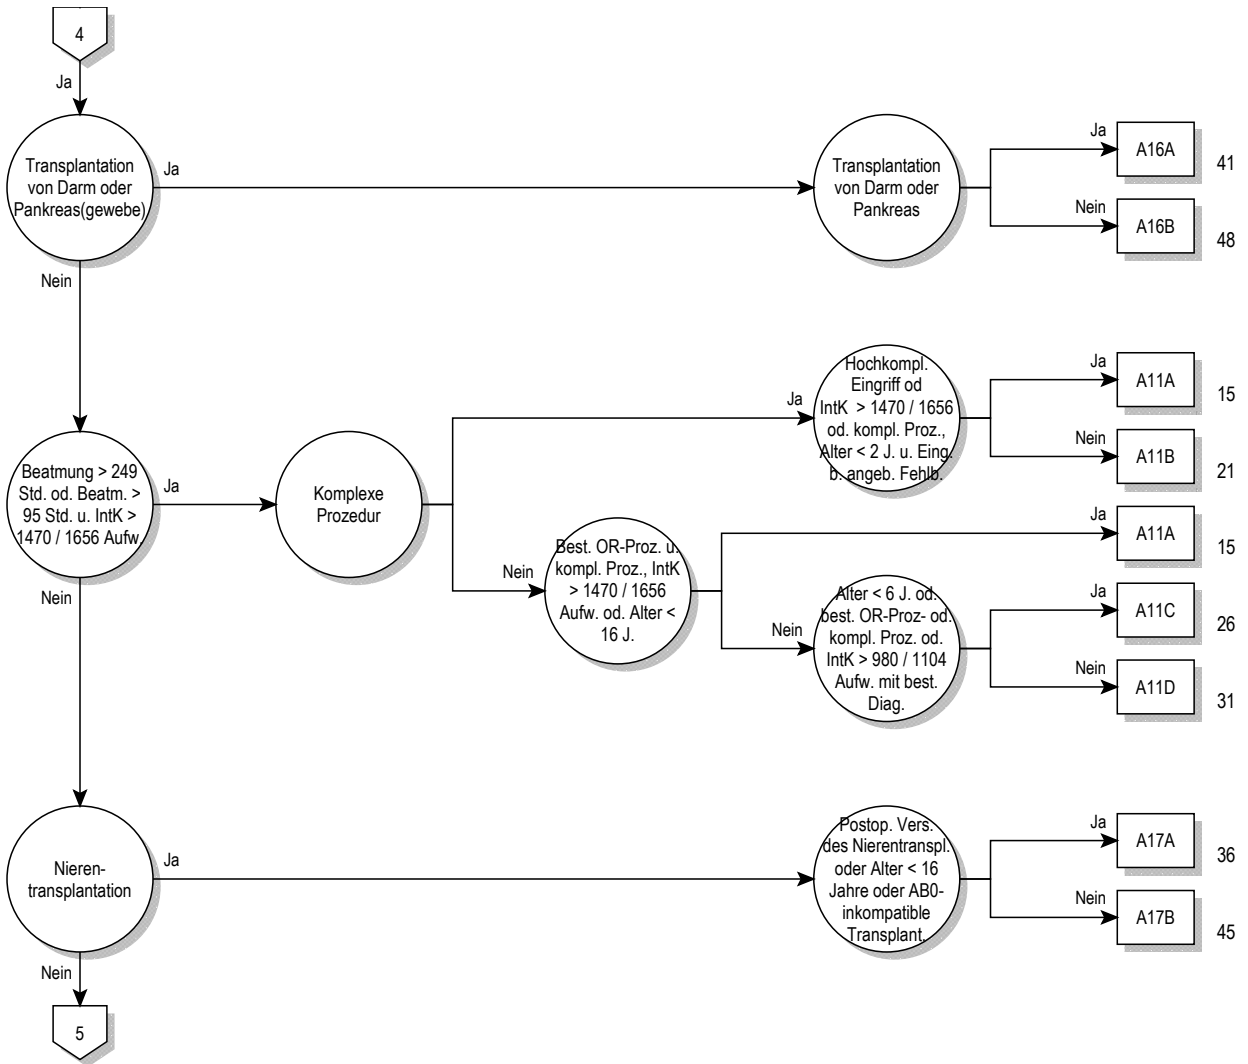 4
Ja
Transplantation
von Darm oder
Pankreas(gewebe)
Ja
Transplantation
von Darm oder
Pankreas
Ja
A16A
41
Nein
A16B
48
Nein
Beatmung > 249
Std. od. Beatm. >
95 Std. u. IntK >
1470 / 1656 Aufw.
Ja
Komplexe
Prozedur
Ja
Hochkompl.
Eingriff od
IntK > 1470 / 1656
od. kompl. Proz.,
Alter < 2 J. u. Eing.
b. angeb. Fehlb.
Ja
A11A
15
Nein
A11B
21
Nein
Best. OR-Proz. u.
kompl. Proz., IntK
> 1470 / 1656
Aufw. od. Alter <
16 J.
Ja
A11A
15
Nein
Alter < 6 J. od.
best. OR-Proz- od.
kompl. Proz. od.
IntK > 980 / 1104
Aufw. mit best.
Diag.
Ja
A11C
26
Nein
A11D
31
Nein
Nieren-
transplantation
Ja
Postop. Vers.
des Nierentranspl.
oder Alter < 16
Jahre oder AB0-
inkompatible
Transplant.
Ja
A17A
36
Nein
A17B
45
Nein
5